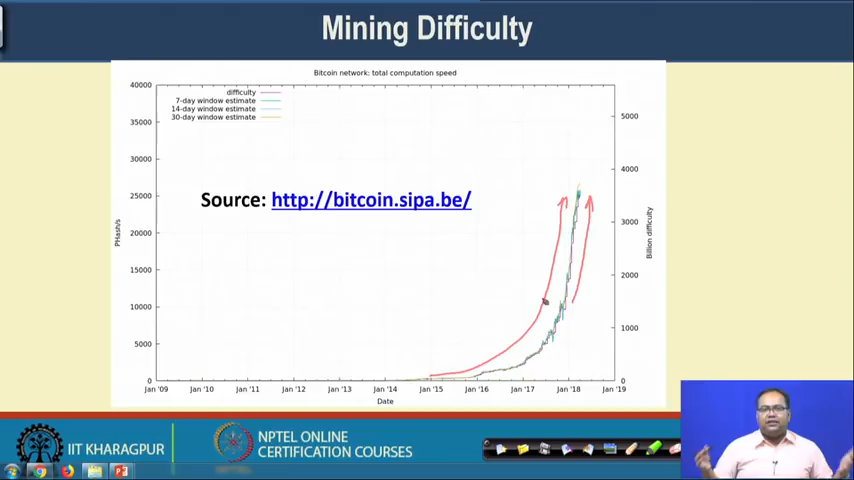 Mining Difficulty
Bitcoin network: total computation speed
difficulty
7-day window estimate
14-day window estimate
30-day window estimate
40000
35000
30000
25000
20000
15000
10000
5000
0
PHash/s
5000
4000
3000
2000
1000
0
Billion difficulty
Source: http://bitcoin.sipa.be/
Jan '09 Jan '10 Jan '11 Jan '12 Jan '13 Jan '14 Jan '15 Jan '16 Jan '17 Jan '18 Jan '19
Date
IIT KHARAGPUR
NPTEL ONLINE
CERTIFICATION COURSES